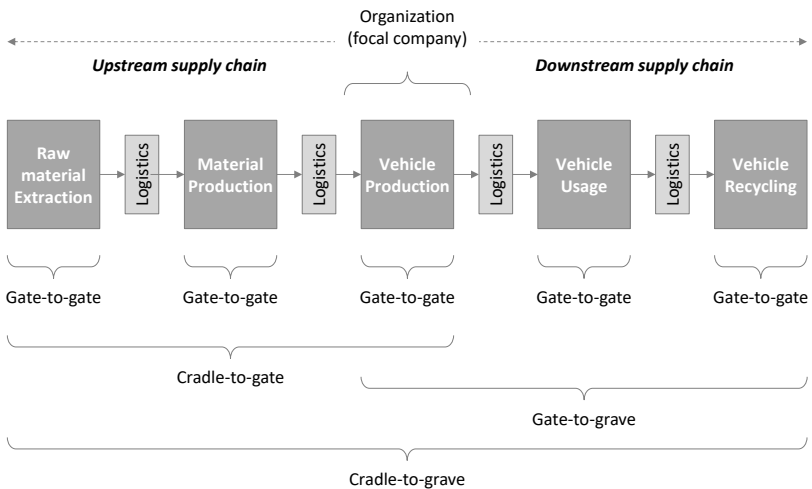 Organization
(focal company)
Upstream supply chain
Downstream supply chain
Raw
material
Extraction
Logistics
Material
Production
Logistics
Vehicle
Production
Logistics
Vehicle
Usage
Logistics
Vehicle
Recycling
Gate-to-gate
Gate-to-gate
Gate-to-gate
Gate-to-gate
Gate-to-gate
Cradle-to-gate
Gate-to-grave
Cradle-to-grave